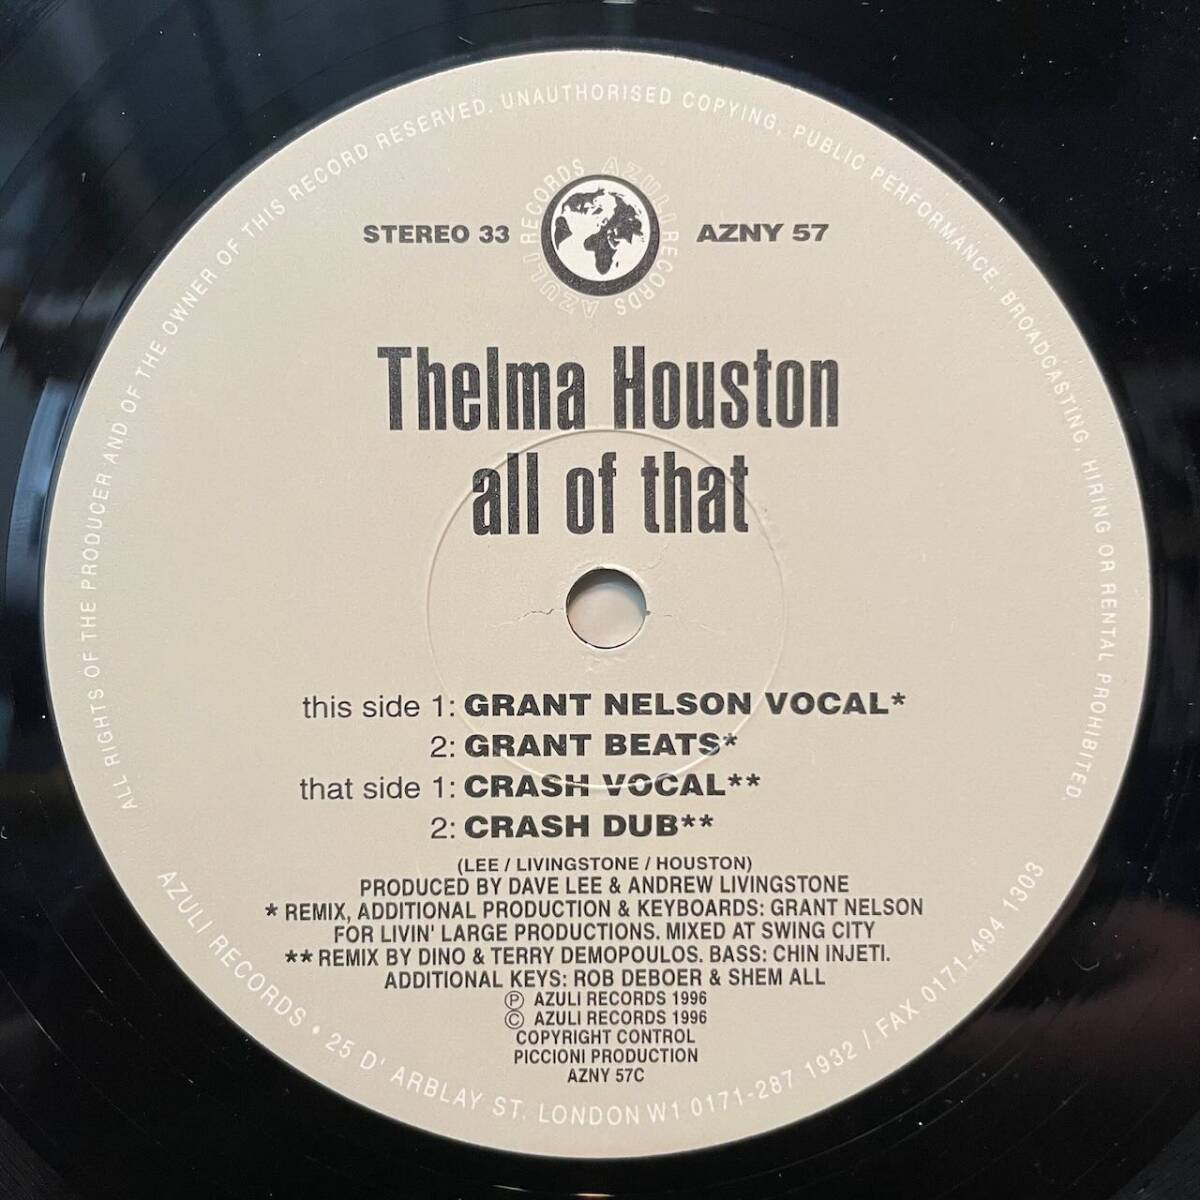 ALL RIGHTS OF THE PRODUCER AND OF THE OWNER OF THIS RECORD RESERVED. UNAUTHORISED COPYING, PUBLIC PERFORMANCE, BROADCASTING, HIRING OR RENTAL PROHIBITED.
AZULI RECORDS AZULI RECORDS
STEREO 33
AZNY 57
Thelma Houston
all of that
this side 1: GRANT NELSON VOCAL*
2: GRANT BEATS*
that side 1: CRASH VOCAL**
2: CRASH DUB**
(LEE / LIVINGSTONE / HOUSTON)
PRODUCED BY DAVE LEE & ANDREW LIVINGSTONE
* REMIX, ADDITIONAL PRODUCTION & KEYBOARDS: GRANT NELSON
FOR LIVIN' LARGE PRODUCTIONS. MIXED AT SWING CITY
** REMIX BY DINO & TERRY DEMOPOULOS. BASS: CHIN INJETI.
ADDITIONAL KEYS: ROB DEBOER & SHEM ALL
Ⓟ AZULI RECORDS 1996
© AZULI RECORDS 1996
COPYRIGHT CONTROL
PICCIONI PRODUCTION
AZNY 57C
AZULI RECORDS • 25 D' ARBLAY ST. LONDON W1 0171-287 1932 / FAX 0171-494 1303